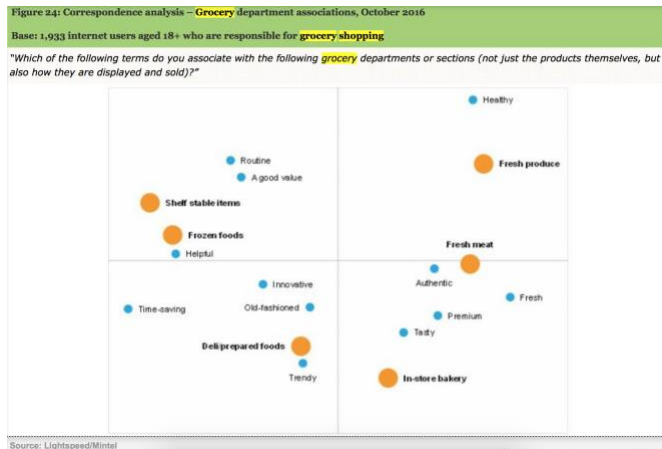 Figure 24: Correspondence analysis – Grocery department associations, October 2016
Base: 1,933 internet users aged 18+ who are responsible for grocery shopping
"Which of the following terms do you associate with the following grocery departments or sections (not just the products themselves, but
also how they are displayed and sold)?"
Healthy
Routine
Fresh produce
A good value
Shelf stable items
Frozen foods
Fresh meat
Helpful
Innovative
Authentic
Fresh
Time-saving
Old-fashioned
Premium
Tasty
Deli/prepared foods
Trendy
In-store bakery
Source: Lightspeed/Mintel